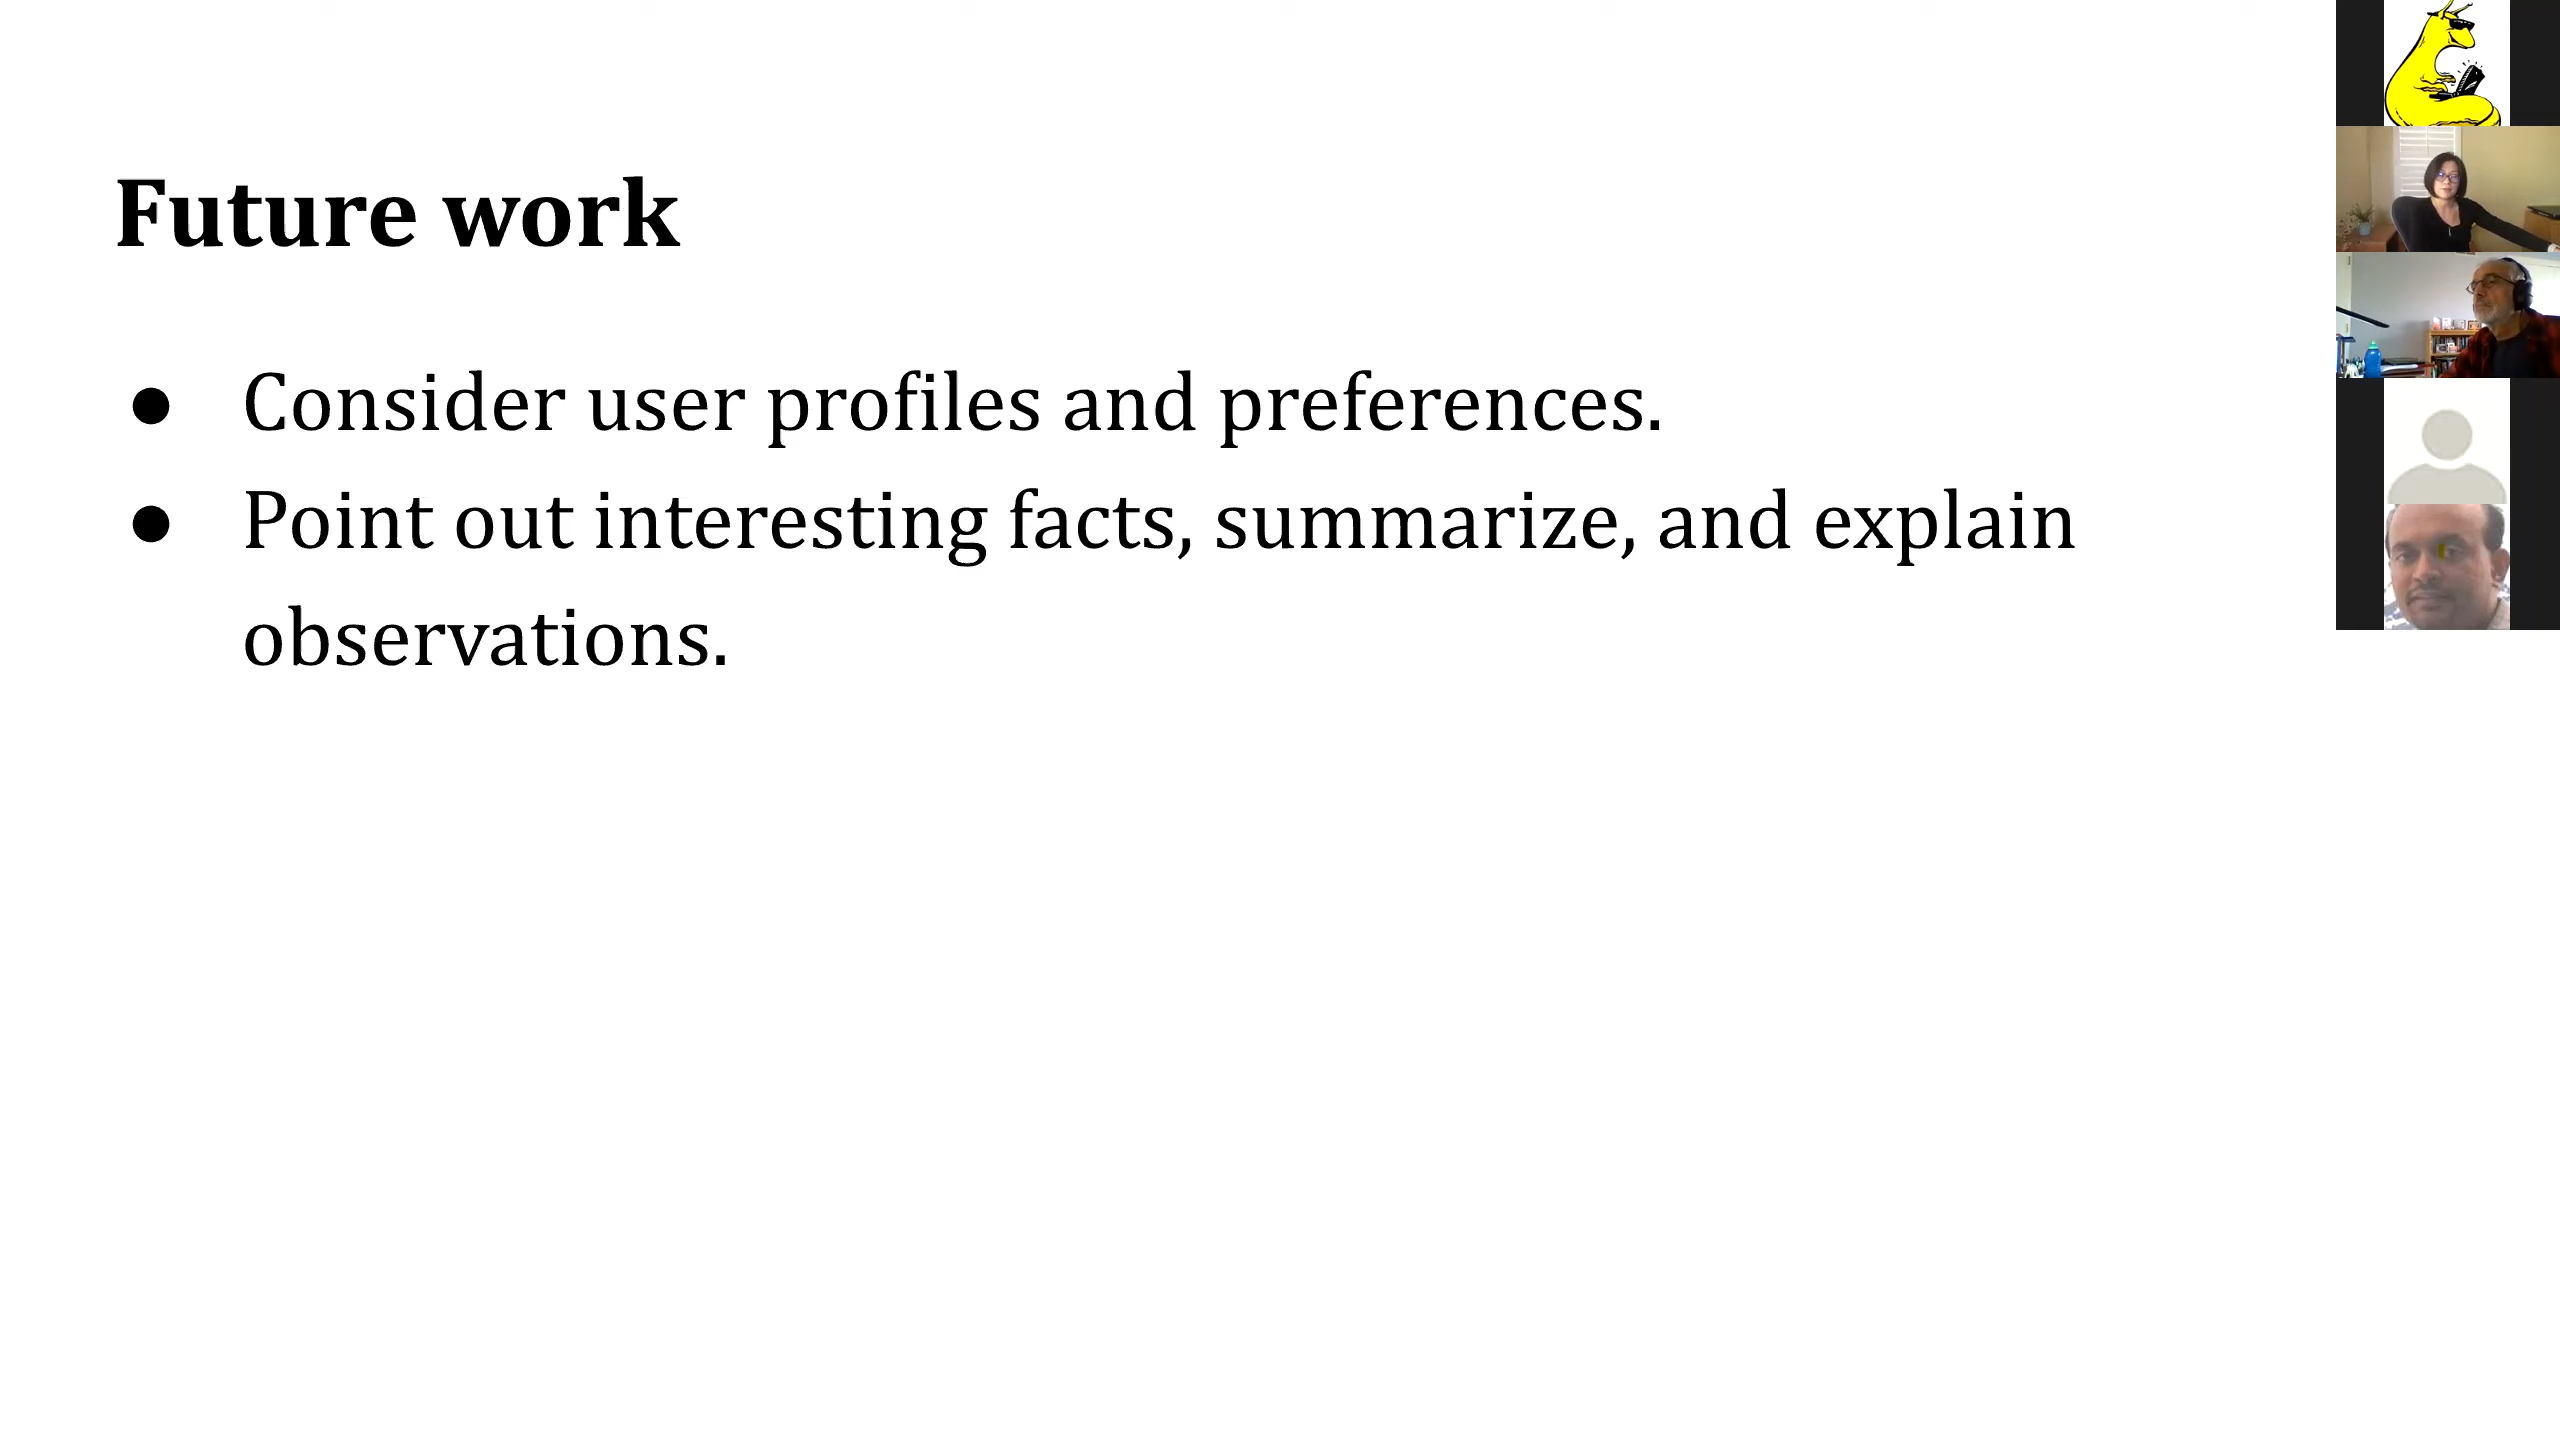 Future work
● Consider user profiles and preferences.
● Point out interesting facts, summarize, and explain
observations.